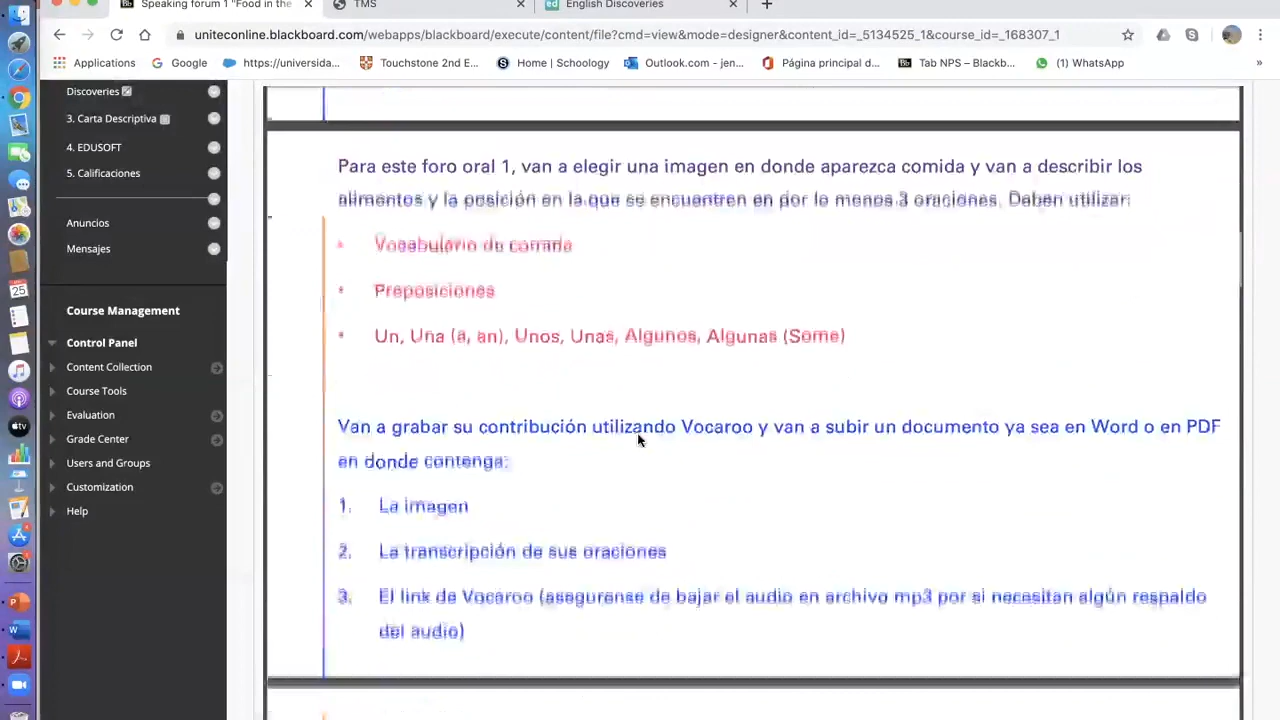 Speaking forum 1 "Food in the
TMS
English Discoveries
uniteconline.blackboard.com/webapps/blackboard/execute/content/file?cmd=view&mode=designer&content_id=_5134525_1&course_id=_168307_1
Applications
Google
https://universida...
Touchstone 2nd E...
Home | Schoology
Outlook.com - jen...
Página principal d...
Tab NPS – Blackb...
(1) WhatsApp
»
Discoveries
3. Carta Descriptiva
4. EDUSOFT
5. Calificaciones
Anuncios
Mensajes
Course Management
Control Panel
Content Collection
Course Tools
Evaluation
Grade Center
Users and Groups
Customization
Help
25
Para este foro oral 1, van a elegir una imagen en donde aparezca comida y van a describir los
alimentos y la posición en la que se encuentren en por lo menos 3 oraciones. Deben utilizar:
• Vocabulario de comida
• Preposiciones
• Un, Una (a, an), Unos, Unas, Algunos, Algunas (Some)
Van a grabar su contribución utilizando Vocaroo y van a subir un documento ya sea en Word o en PDF
en donde contenga:
1. La imagen
2. La transcripción de sus oraciones
3. El link de Vocaroo (asegurense de bajar el audio en archivo mp3 por si necesitan algún respaldo
del audio)